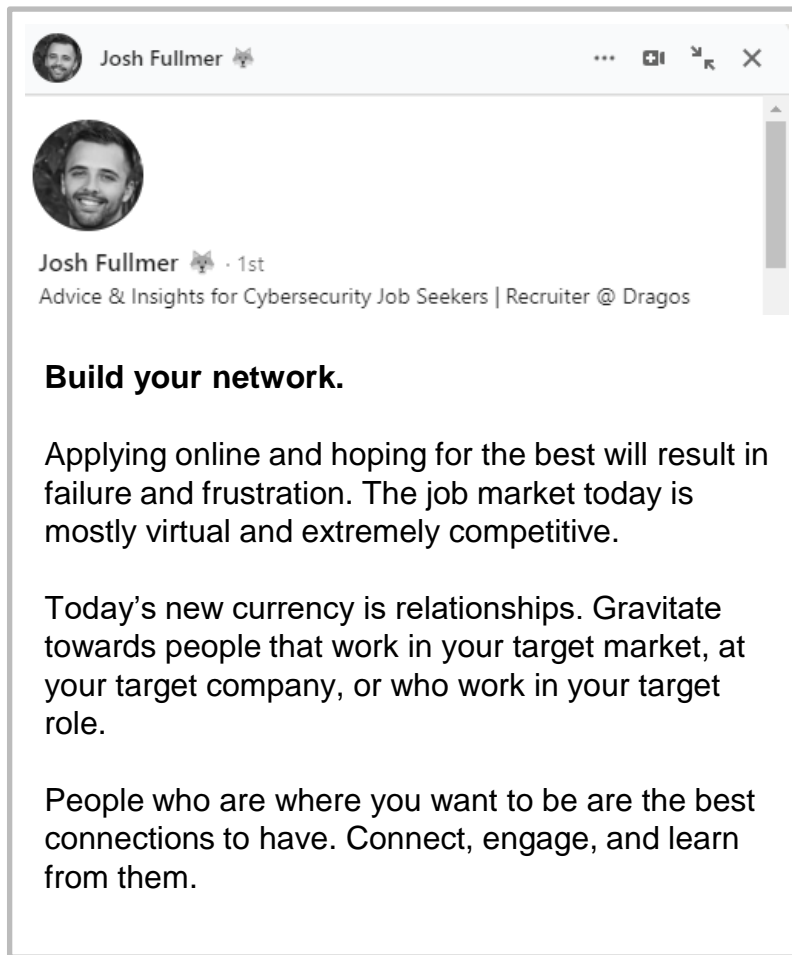 Josh Fullmer 🐺
Josh Fullmer 🐺 · 1st
Advice & Insights for Cybersecurity Job Seekers | Recruiter @ Dragos
Build your network.
Applying online and hoping for the best will result in
failure and frustration. The job market today is
mostly virtual and extremely competitive.
Today’s new currency is relationships. Gravitate
towards people that work in your target market, at
your target company, or who work in your target
role.
People who are where you want to be are the best
connections to have. Connect, engage, and learn
from them.